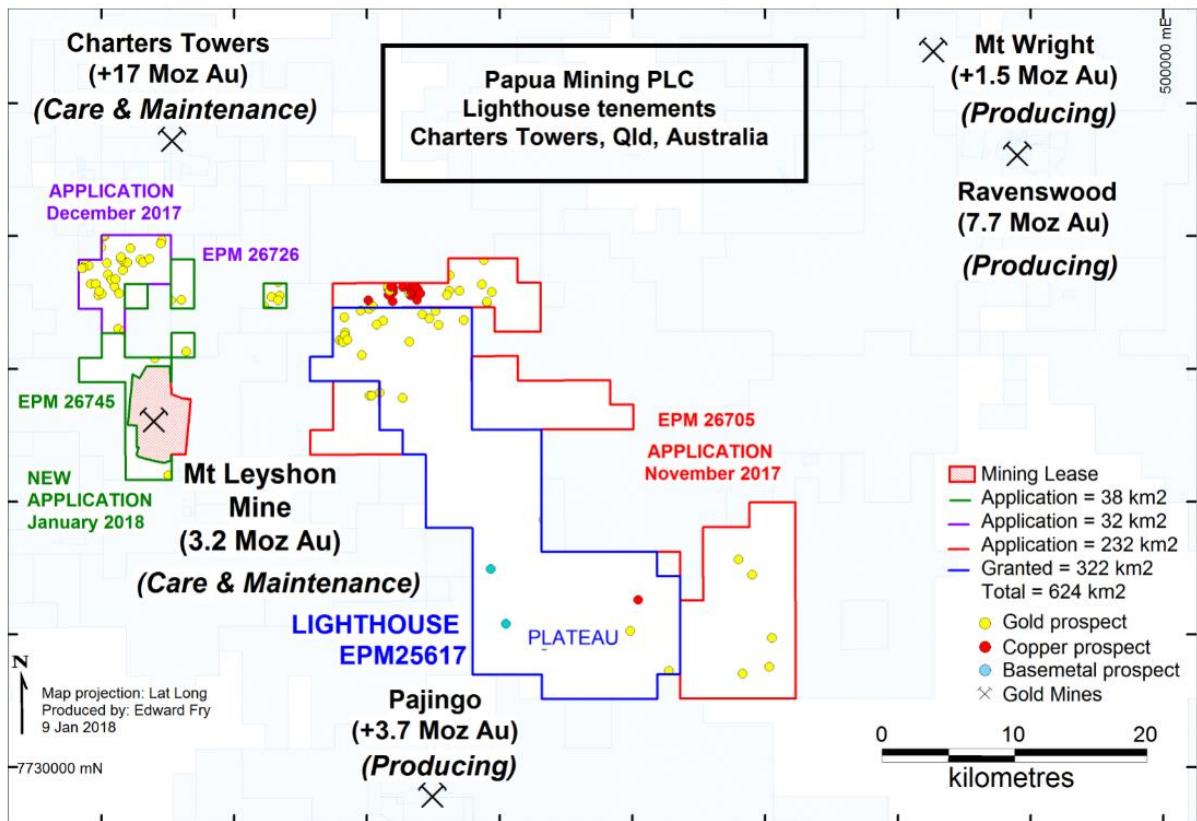 Charters Towers
(+17 Moz Au)
(Care & Maintenance)
Papua Mining PLC
Lighthouse tenements
Charters Towers, Qld, Australia
Mt Wright
(+1.5 Moz Au)
(Producing)
500000 mE
Ravenswood
(7.7 Moz Au)
(Producing)
APPLICATION
December 2017
EPM 26726
EPM 26745
NEW
APPLICATION
January 2018
Mt Leyshon
Mine
(3.2 Moz Au)
(Care & Maintenance)
EPM 26705
APPLICATION
November 2017
LIGHTHOUSE
EPM25617
PLATEAU
Mining Lease
Application = 38 km2
Application = 32 km2
Application = 232 km2
Granted = 322 km2
Total = 624 km2
Gold prospect
Copper prospect
Basemetal prospect
Gold Mines
N
Map projection: Lat Long
Produced by: Edward Fry
9 Jan 2018
Pajingo
(+3.7 Moz Au)
(Producing)
7730000 mN
0 10 20
kilometres